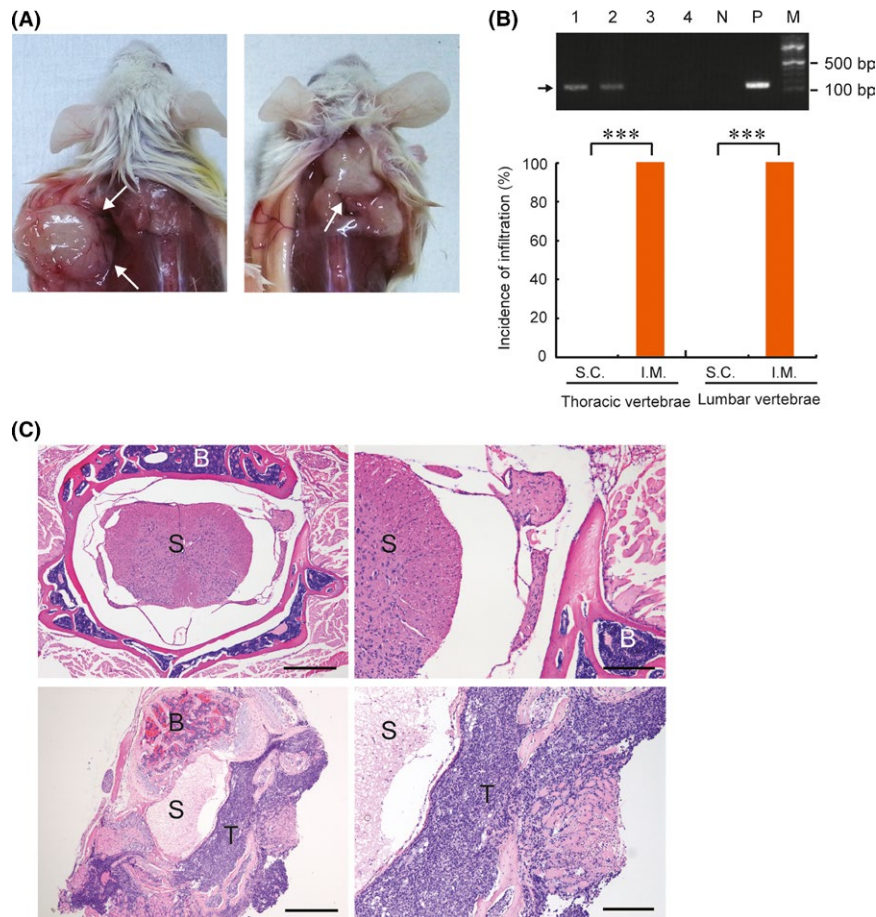 (A)
(B)
1 2 3 4 N P M
500 bp
100 bp
*** ***
Incidence of infiltration (%)
100
80
60
40
20
0
S.C. I.M. S.C. I.M.
Thoracic vertebrae Lumbar vertebrae
(C)
B
S
S
B
B
S
T
S
T